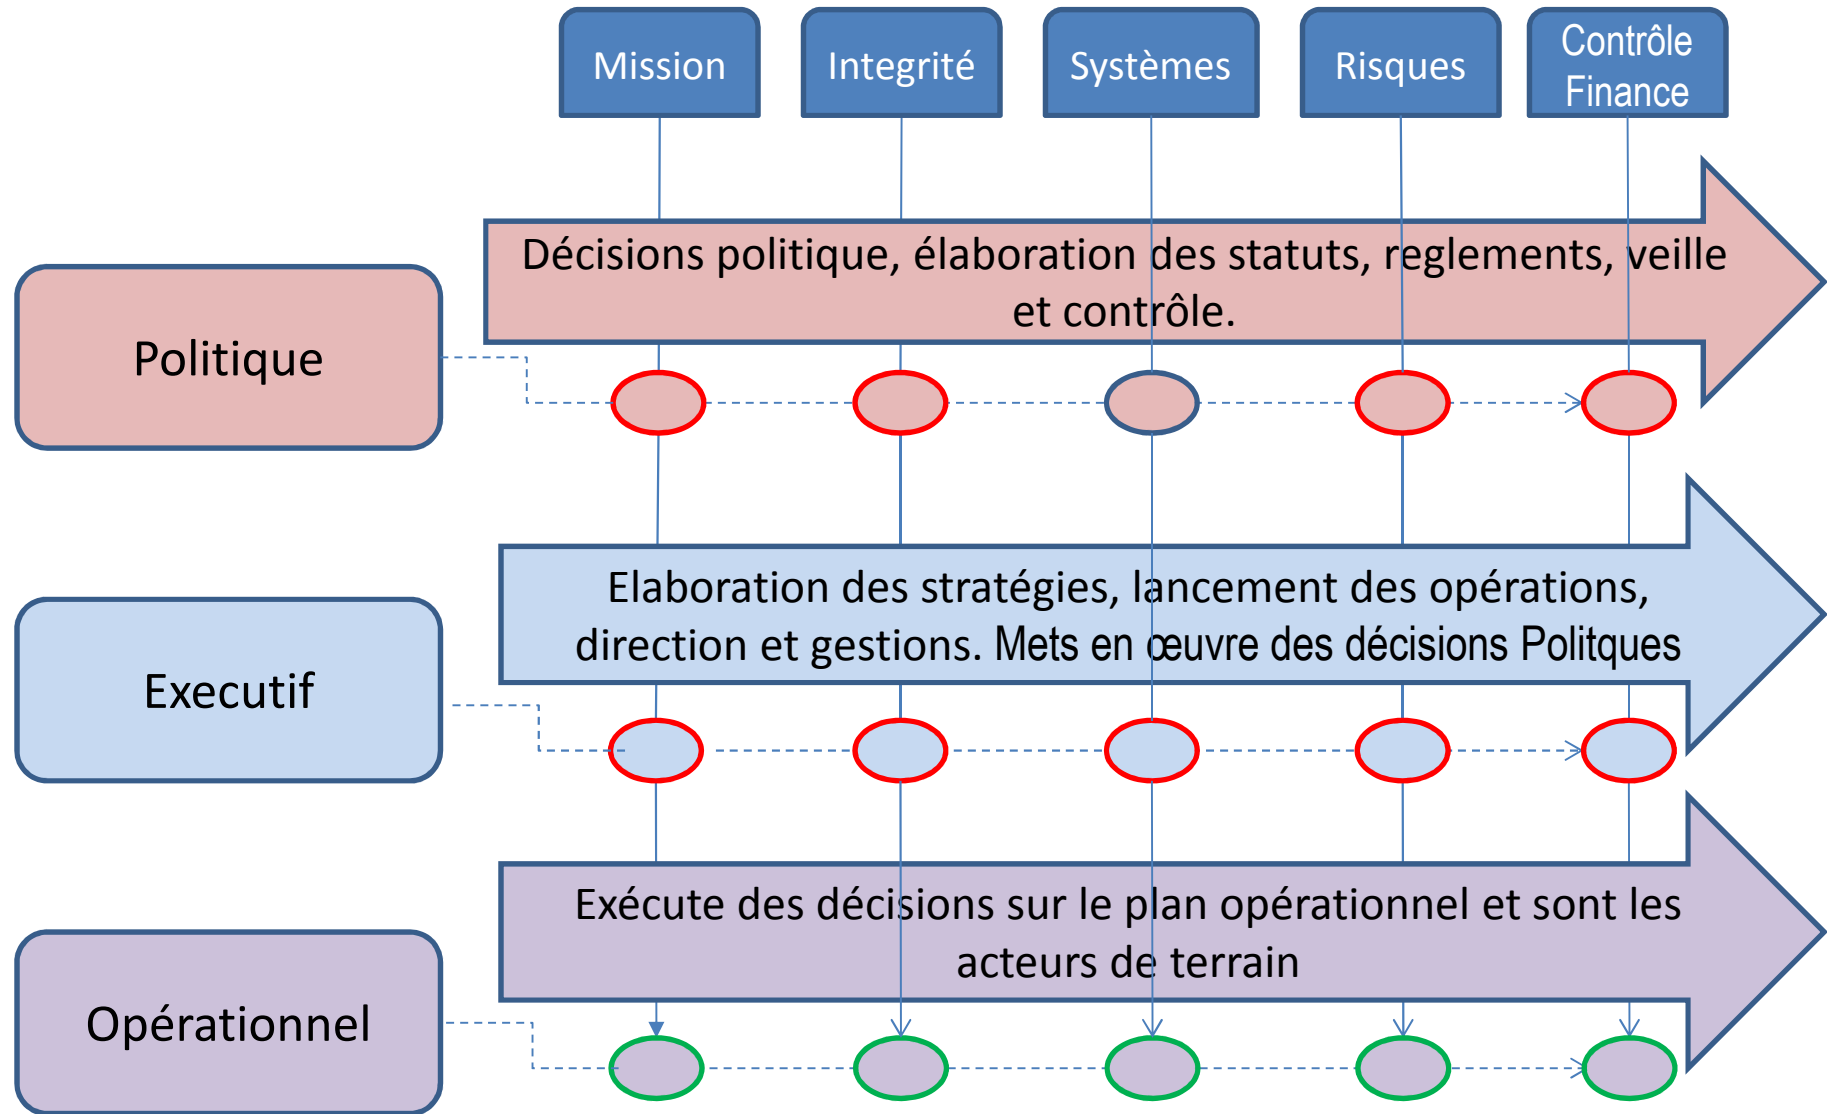 Mission
Integrité
Systèmes
Risques
Contrôle
Finance
Décisions politique, élaboration des statuts, reglements, veille
et contrôle.
Politique
Elaboration des stratégies, lancement des opérations,
direction et gestions. Mets en œuvre des décisions Politques
Executif
Exécute des décisions sur le plan opérationnel et sont les
acteurs de terrain
Opérationnel